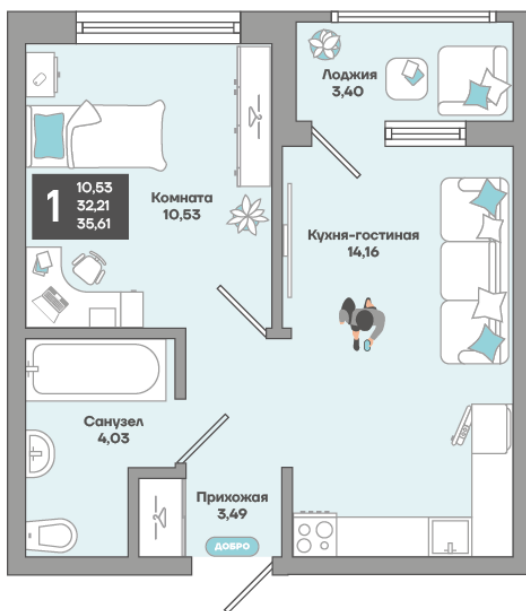 Лоджия
3,40
1
10,53
32,21
35,61
Комната
10,53
Кухня-гостиная
14,16
Санузел
4,03
Прихожая
3,49
ДОБРО